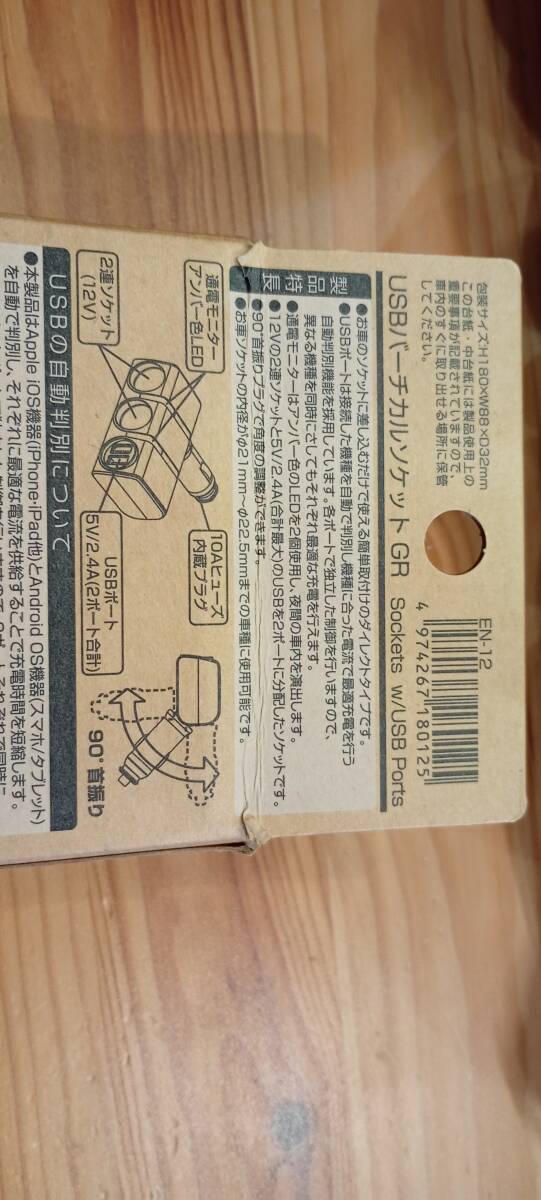 包装サイズH180×W88×D32mm
この台紙・中台紙には製品使用上の
重要事項が記載されていますので、
車内のすぐに取り出せる場所に保管
してください。
EN-12
4 974267 180125
USBバーチカルソケット GR Sockets w/USB Ports
製品特長
●お車のソケットに差し込むだけで使える簡単取付けのダイレクトタイプです。
●USBポートは接続した機種を自動で判別し機種に合った電流で最適充電を行う
自動判別機能を採用しています。各ポートで独立した制御を行いますので、
異なる機種を同時にさしてもそれぞれ最適な充電を行えます。
●通電モニターはアンバー色のLEDを2個使用し、夜間の車内を演出します。
●12Vの2連ソケットと5V/2.4A(合計最大)のUSBを2ポートに分配したソケットです。
●90°首振りプラグで角度の調整ができます。
●お車ソケットの内径がφ21mm~φ22.5mmまでの車種に使用可能です。
通電モニター
アンバー色LED
2連ソケット
(12V)
10Aヒューズ
内蔵プラグ
USBポート
5V/2.4A(2ポート合計)
90°首振り
USBの自動判別について
●本製品はApple iOS機器(iPhone・iPad他)とAndroid OS機器(スマホ/タブレット)
を自動で判別し、それぞれに最適な電流を供給することで充電時間を短縮します。